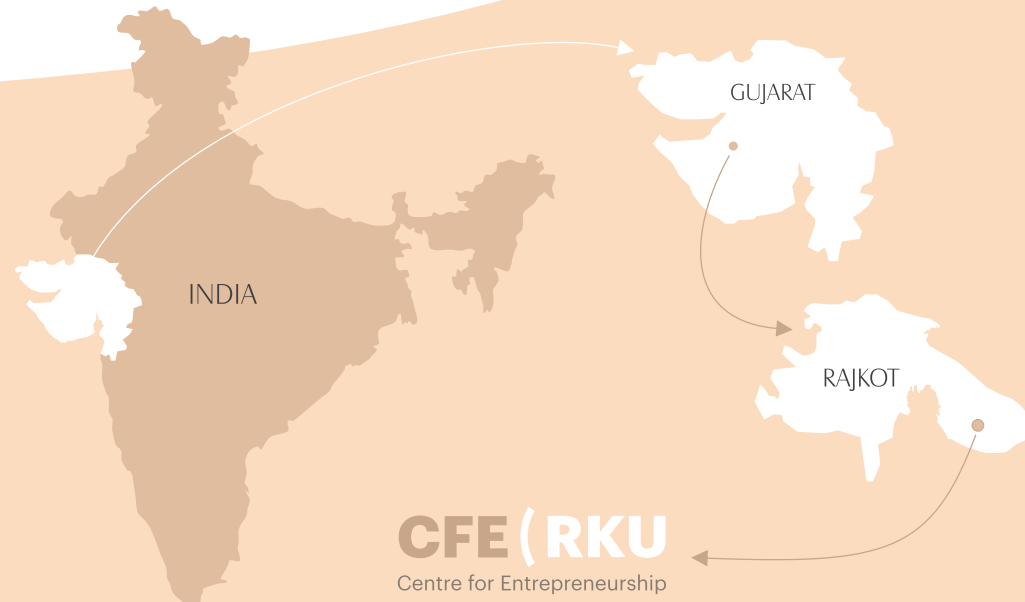 GUJARAT
INDIA
RAJKOT
CFE ( RKU
Centre for Entrepreneurship